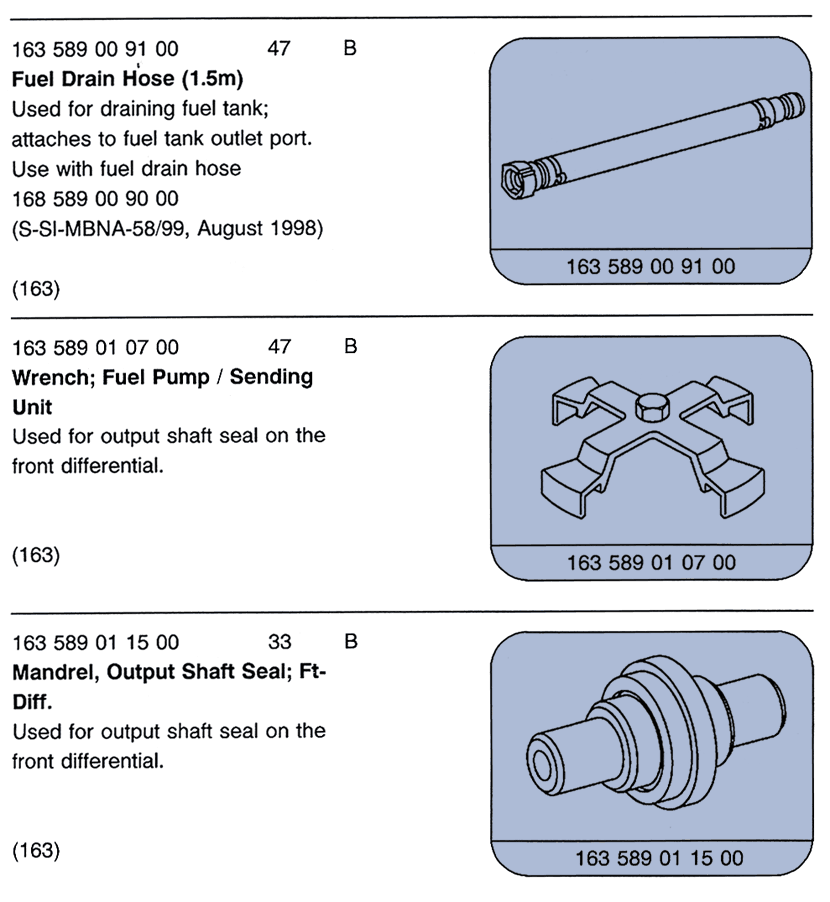 163 589 00 91 00 47 B
Fuel Drain Hose (1.5m)
Used for draining fuel tank;
attaches to fuel tank outlet port.
Use with fuel drain hose
168 589 00 90 00
(S-SI-MBNA-58/99, August 1998)
(163)
163 589 00 91 00
163 589 01 07 00 47 B
Wrench; Fuel Pump / Sending
Unit
Used for output shaft seal on the
front differential.
(163)
163 589 01 07 00
163 589 01 15 00 33 B
Mandrel, Output Shaft Seal; Ft-
Diff.
Used for output shaft seal on the
front differential.
(163)
163 589 01 15 00